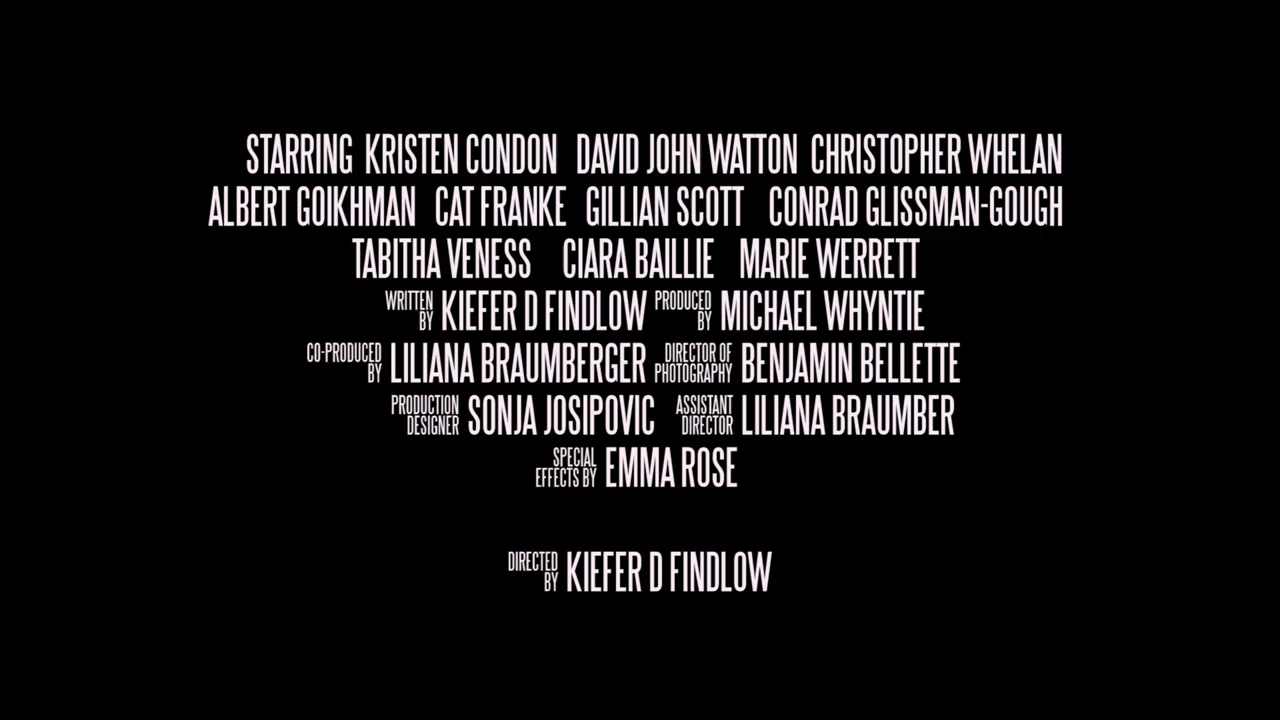 STARRING KRISTEN CONDON DAVID JOHN WATTON CHRISTOPHER WHELAN
ALBERT GOIKHMAN CAT FRANKE GILLIAN SCOTT CONRAD GLISSMAN-GOUGH
TABITHA VENESS CIARA BAILLIE MARIE WERRETT
WRITTEN BY KIEFER D FINDLOW PRODUCED BY MICHAEL WHYNTIE
CO-PRODUCED BY LILIANA BRAUMBERGER DIRECTOR OF PHOTOGRAPHY BENJAMIN BELLETTE
PRODUCTION DESIGNER SONJA JOSIPOVIC ASSISTANT DIRECTOR LILIANA BRAUMBER
SPECIAL EFFECTS BY EMMA ROSE
DIRECTED BY KIEFER D FINDLOW